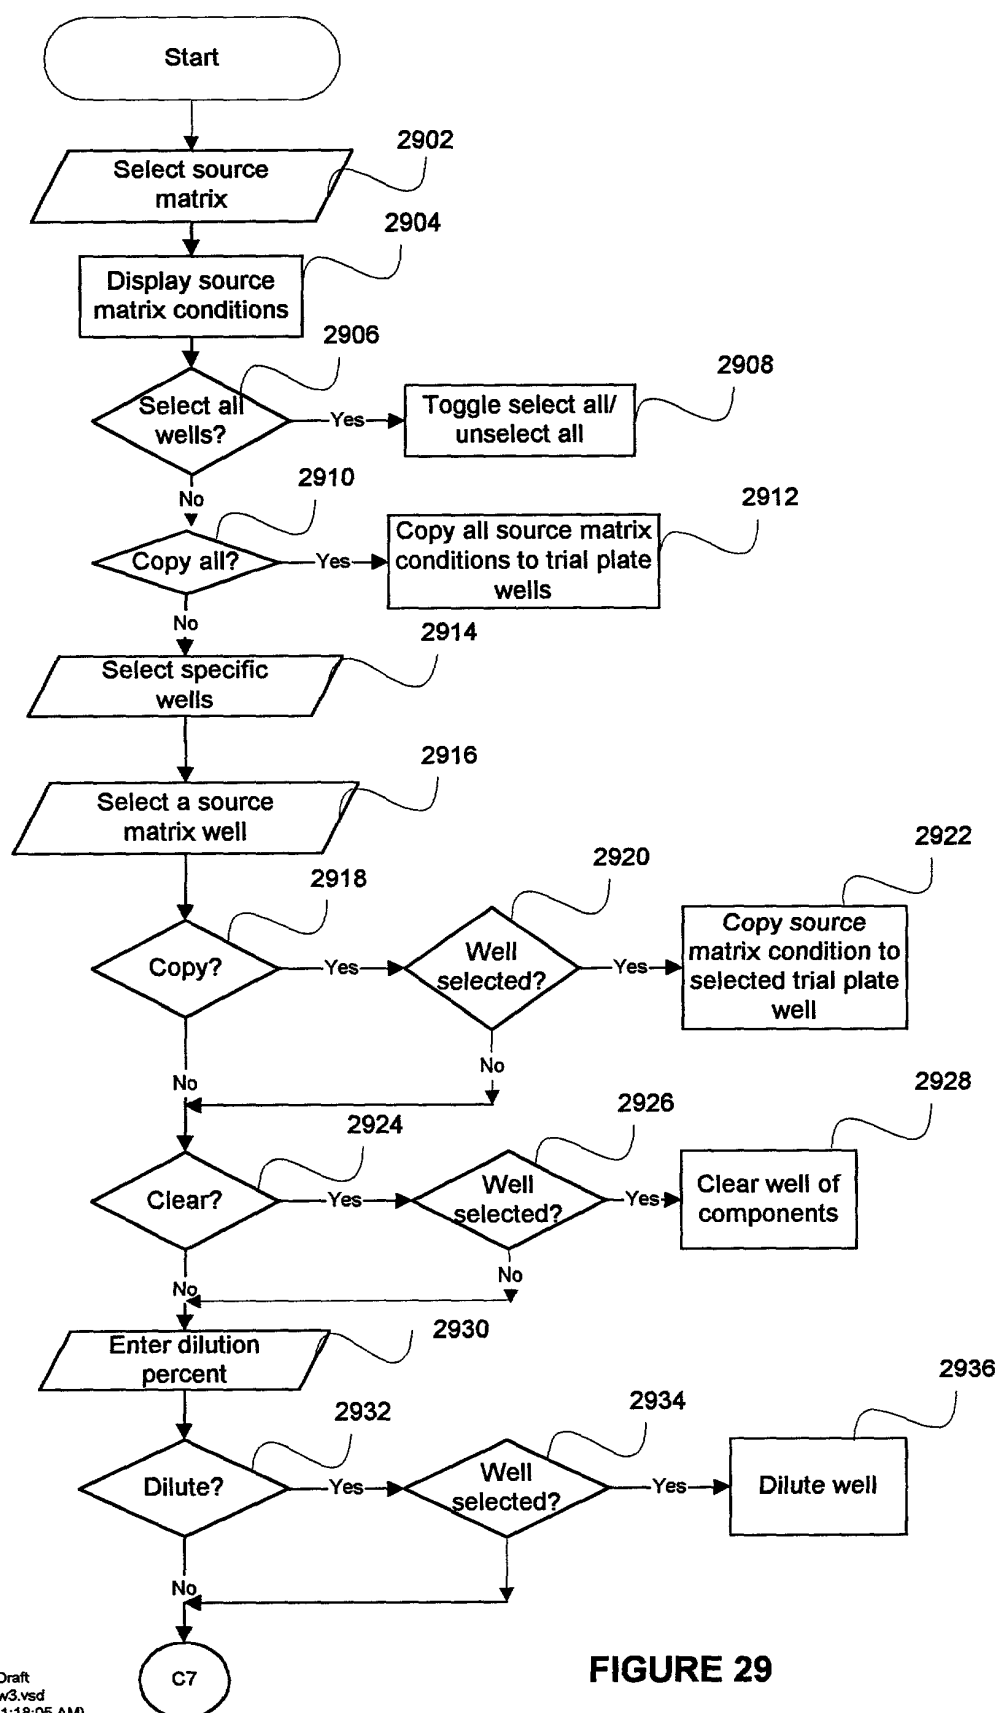 Start
2902
Select source
matrix
2904
Display source
matrix conditions
2906
Select all
wells?
Yes
2908
Toggle select all/
unselect all
No
2910
Copy all?
Yes
2912
Copy all source matrix
conditions to trial plate
wells
No
2914
Select specific
wells
2916
Select a source
matrix well
2918
Copy?
Yes
2920
Well
selected?
Yes
2922
Copy source
matrix condition to
selected trial plate
well
No
No
2924
Clear?
Yes
2926
Well
selected?
Yes
2928
Clear well of
components
No
No
2930
Enter dilution
percent
2932
Dilute?
Yes
2934
Well
selected?
Yes
2936
Dilute well
No
C7
FIGURE 29
Draft
w3.vsd
1:18:05 AM)